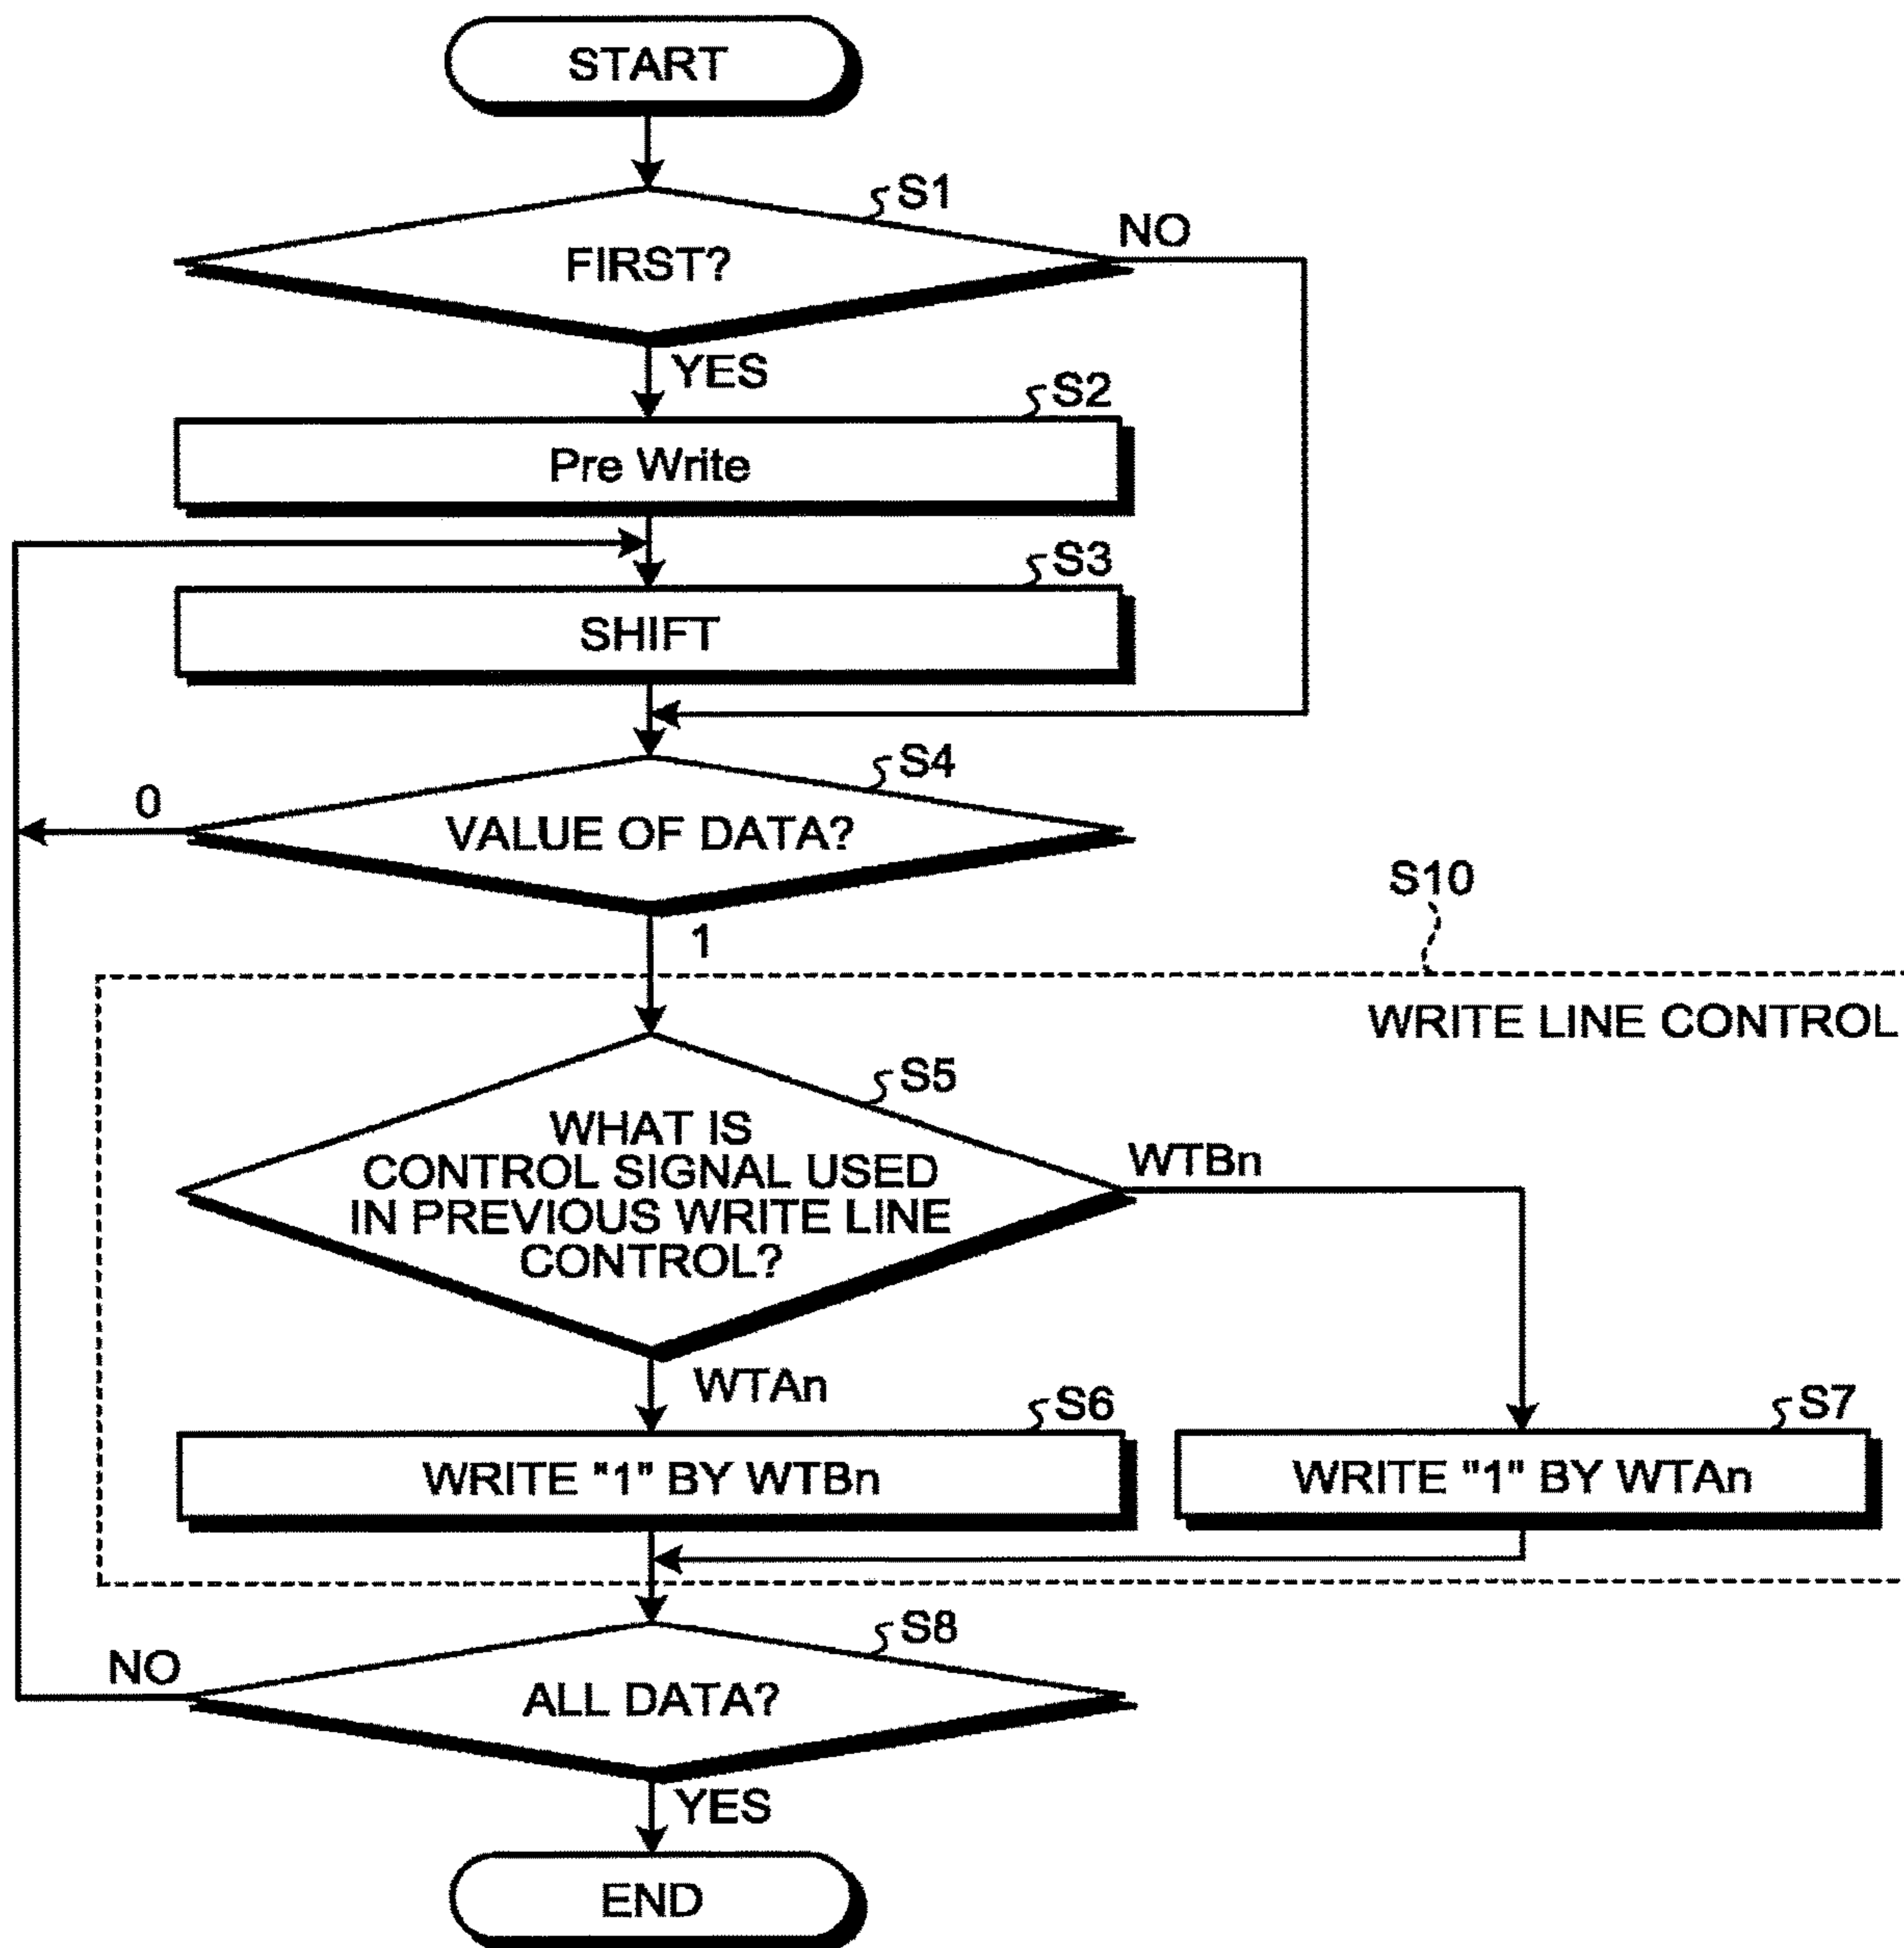 START
S1
FIRST?
NO
YES
S2
Pre Write
S3
SHIFT
S4
0
VALUE OF DATA?
S10
1
WRITE LINE CONTROL
S5
WHAT IS
CONTROL SIGNAL USED
IN PREVIOUS WRITE LINE
CONTROL?
WTBn
WTAn
S6
S7
WRITE "1" BY WTBn
WRITE "1" BY WTAn
S8
NO
ALL DATA?
YES
END